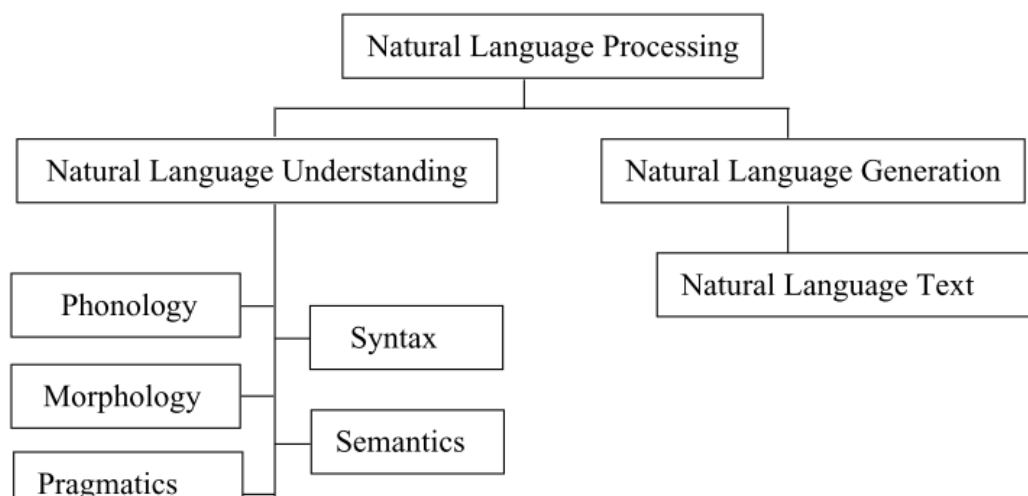 Natural Language Processing
Natural Language Understanding
Natural Language Generation
Natural Language Text
Phonology
Syntax
Morphology
Semantics
Pragmatics